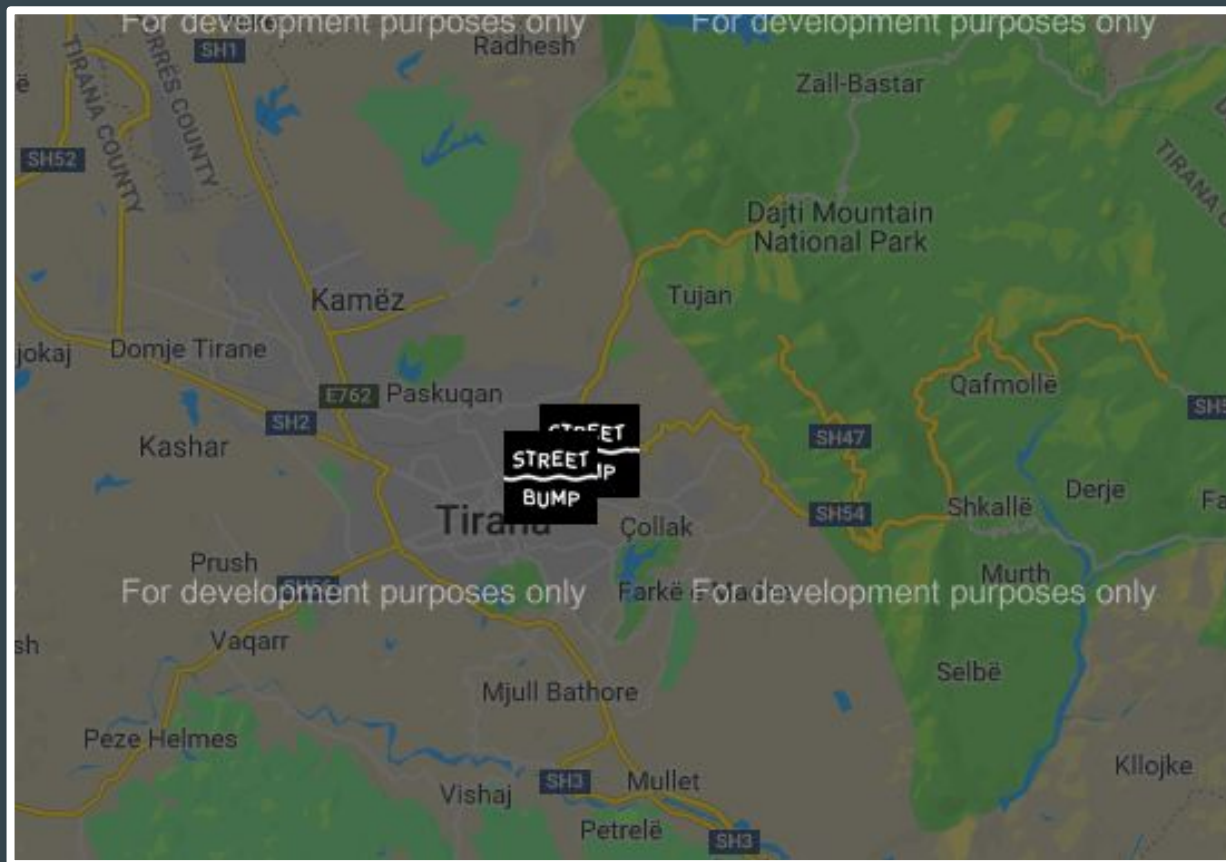 For development purposes only
For development purposes only
Radhesh
SH1
TIRANA COUNTY
Zall-Bastar
SH52
TIRANA
Dajti Mountain
National Park
Tujan
Kamëz
Domje Tirane
Qafmollë
E762
Paskuqan
SH2
Kashar
STREET
STREET
BUMP
SH47
Derje
Shkallë
SH54
Tirana
Çollak
Prush
Murth
For development purposes only
Farkë e
For development purposes only
Vaqarr
Selbë
Mjull Bathore
Peze Helmes
Kllojke
SH3
Mullet
Vishaj
Petrelë
SH3